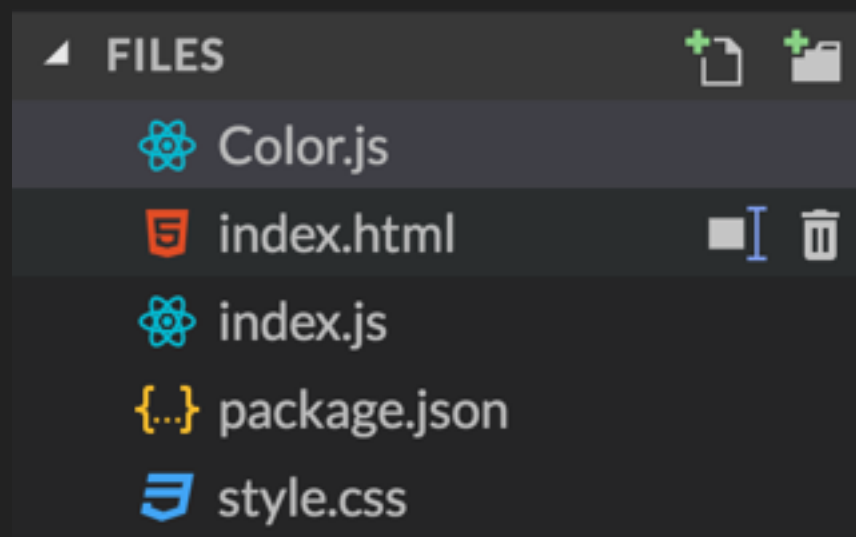 FILES
Color.js
index.html
index.js
{...} package.json
style.css